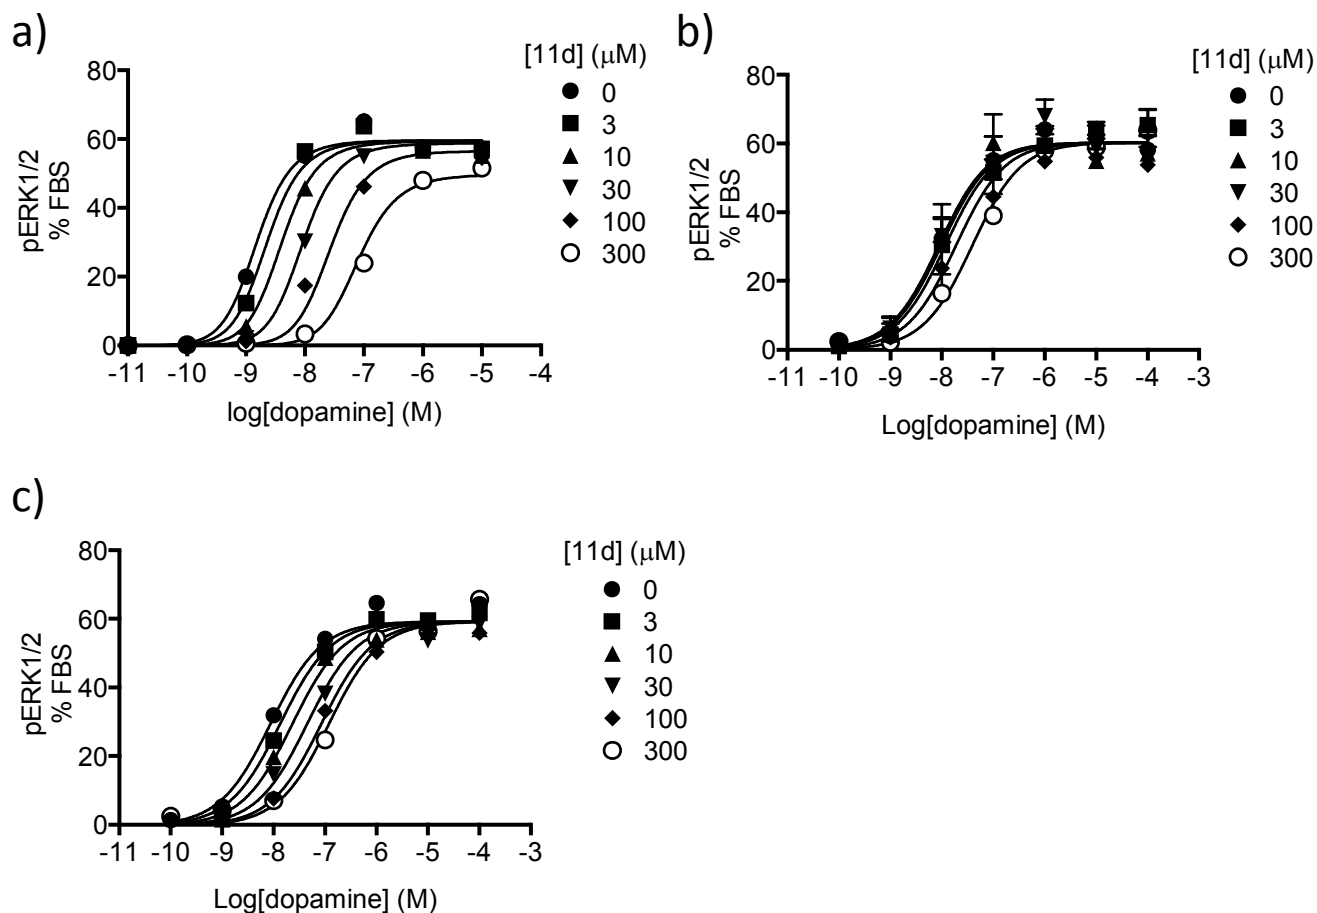 a)
[11d] (μM)
0
3
10
30
100
300
80
60
40
20
0
pERK1/2
% FBS
-11 -10 -9 -8 -7 -6 -5 -4
log[dopamine] (M)
b)
[11d] (μM)
0
3
10
30
100
300
80
60
40
20
0
pERK1/2
% FBS
-11 -10 -9 -8 -7 -6 -5 -4 -3
Log[dopamine] (M)
c)
[11d] (μM)
0
3
10
30
100
300
80
60
40
20
0
pERK1/2
% FBS
-11 -10 -9 -8 -7 -6 -5 -4 -3
Log[dopamine] (M)